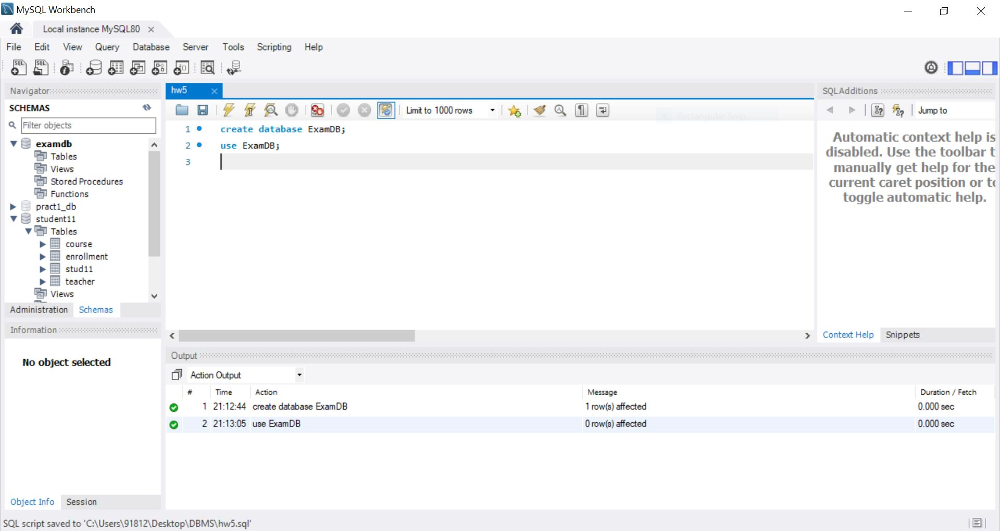 MySQL Workbench
Local instance MySQL80
File Edit View Query Database Server Tools Scripting Help
Navigator
SCHEMAS
Filter objects
examdb
Tables
Views
Stored Procedures
Functions
pract1_db
student11
Tables
course
enrollment
stud11
teacher
Views
Administration Schemas
Information
No object selected
Object Info Session
hw5
Limit to 1000 rows
Rectangular Snip
1 create database ExamDB;
2 use ExamDB;
3
SQLAdditions
Jump to
Automatic context help is
disabled. Use the toolbar t
manually get help for the
current caret position or to
toggle automatic help.
Context Help Snippets
Output
Action Output
# Time Action Message Duration / Fetch
1 21:12:44 create database ExamDB 1 row(s) affected 0.000 sec
2 21:13:05 use ExamDB 0 row(s) affected 0.000 sec
SQL script saved to 'C:\Users\91812\Desktop\DBMS\hw5.sql'